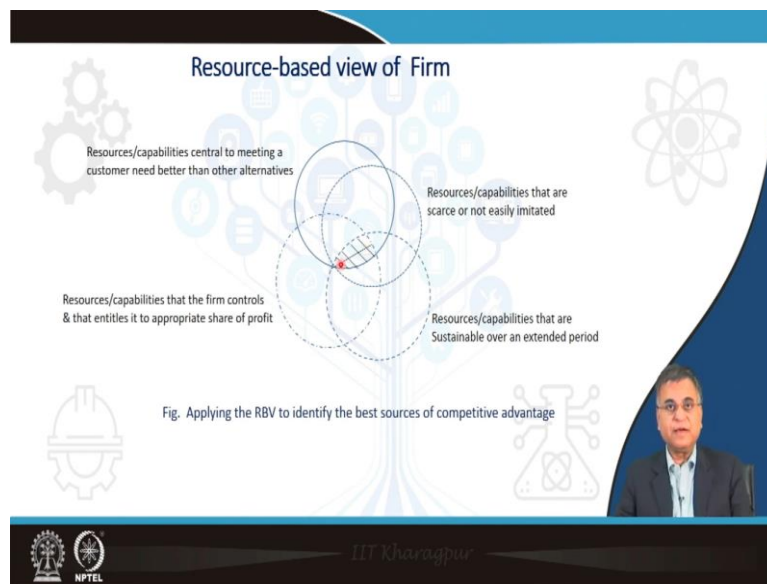 Resource-based view of Firm
Resources/capabilities central to meeting a
customer need better than other alternatives
Resources/capabilities that are
scarce or not easily imitated
Resources/capabilities that the firm controls
& that entitles it to appropriate share of profit
Resources/capabilities that are
Sustainable over an extended period
Fig. Applying the RBV to identify the best sources of competitive advantage
IIT Kharagpur
NPTEL